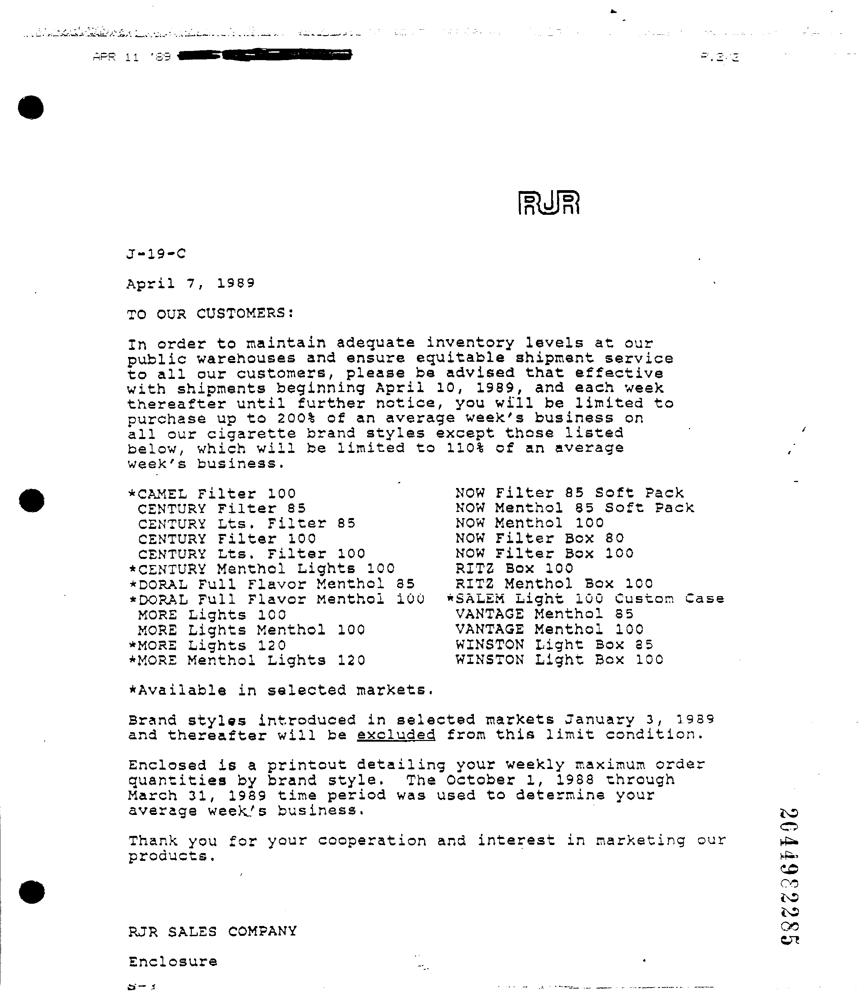 APR 11 '89
P.2/2
RJR
J-19-C
April 7, 1989
TO OUR CUSTOMERS:
In order to maintain adequate inventory levels at our
public warehouses and ensure equitable shipment service
to all our customers, please be advised that effective
with shipments beginning April 10, 1989, and each week
thereafter until further notice, you will be limited to
purchase up to 200% of an average week's business on
all our cigarette brand styles except those listed
below, which will be limited to 110% of an average
week's business.
*CAMEL Filter 100
CENTURY Filter 85
CENTURY Lts. Filter 85
CENTURY Filter 100
CENTURY Lts. Filter 100
*CENTURY Menthol Lights 100
*DORAL Full Flavor Menthol 85
*DORAL Full Flavor Menthol 100
MORE Lights 100
MORE Lights Menthol 100
*MORE Lights 120
*MORE Menthol Lights 120
NOW Filter 85 Soft Pack
NOW Menthol 85 Soft Pack
NOW Menthol 100
NOW Filter Box 80
NOW Filter Box 100
RITZ Box 100
RITZ Menthol Box 100
*SALEM Light 100 Custom Case
VANTAGE Menthol 85
VANTAGE Menthol 100
WINSTON Light Box 85
WINSTON Light Box 100
*Available in selected markets.
Brand styles introduced in selected markets January 3, 1989
and thereafter will be excluded from this limit condition.
Enclosed is a printout detailing your weekly maximum order
quantities by brand style. The October 1, 1988 through
March 31, 1989 time period was used to determine your
average week's business.
Thank you for your cooperation and interest in marketing our
products.
RJR SALES COMPANY
Enclosure
2044982285